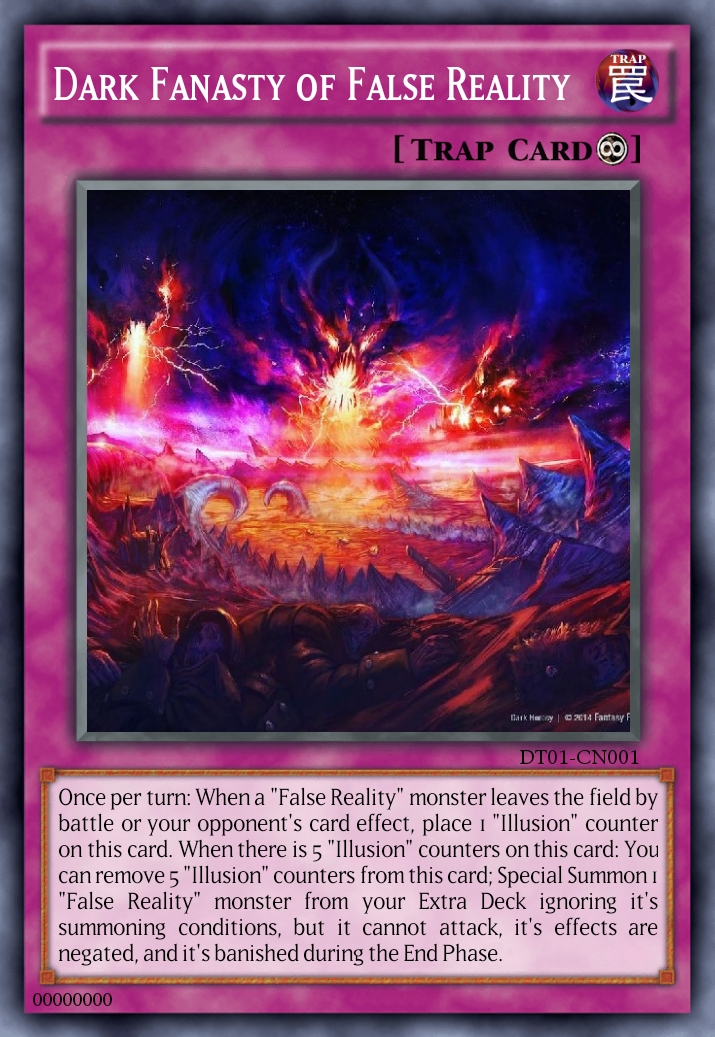 DARK FANASTY OF FALSE REALITY
TRAP
罠
[TRAP CARD]
Dark Heresy | © 2014 Fantasy F
DT01-CN001
Once per turn: When a "False Reality" monster leaves the field by
battle or your opponent's card effect, place 1 "Illusion" counter
on this card. When there is 5 "Illusion" counters on this card: You
can remove 5 "Illusion" counters from this card; Special Summon 1
"False Reality" monster from your Extra Deck ignoring it's
summoning conditions, but it cannot attack, it's effects are
negated, and it's banished during the End Phase.
00000000